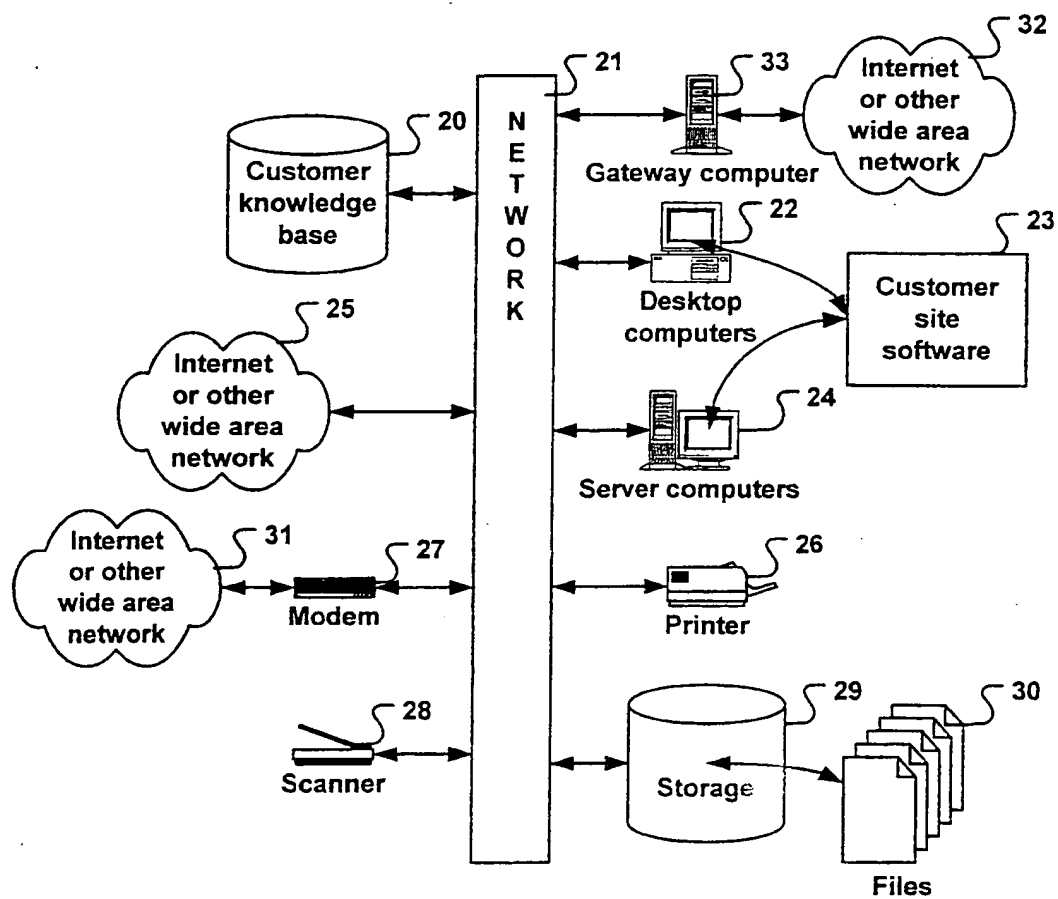 32
21
33
Internet
or other
wide area
network
N
E
T
W
O
R
K
20
Customer
knowledge
base
Gateway computer
22
23
Desktop
computers
Customer
site
software
25
Internet
or other
wide area
network
24
Server computers
31
Internet
or other
wide area
network
27
Modem
26
Printer
28
Scanner
29
Storage
30
Files